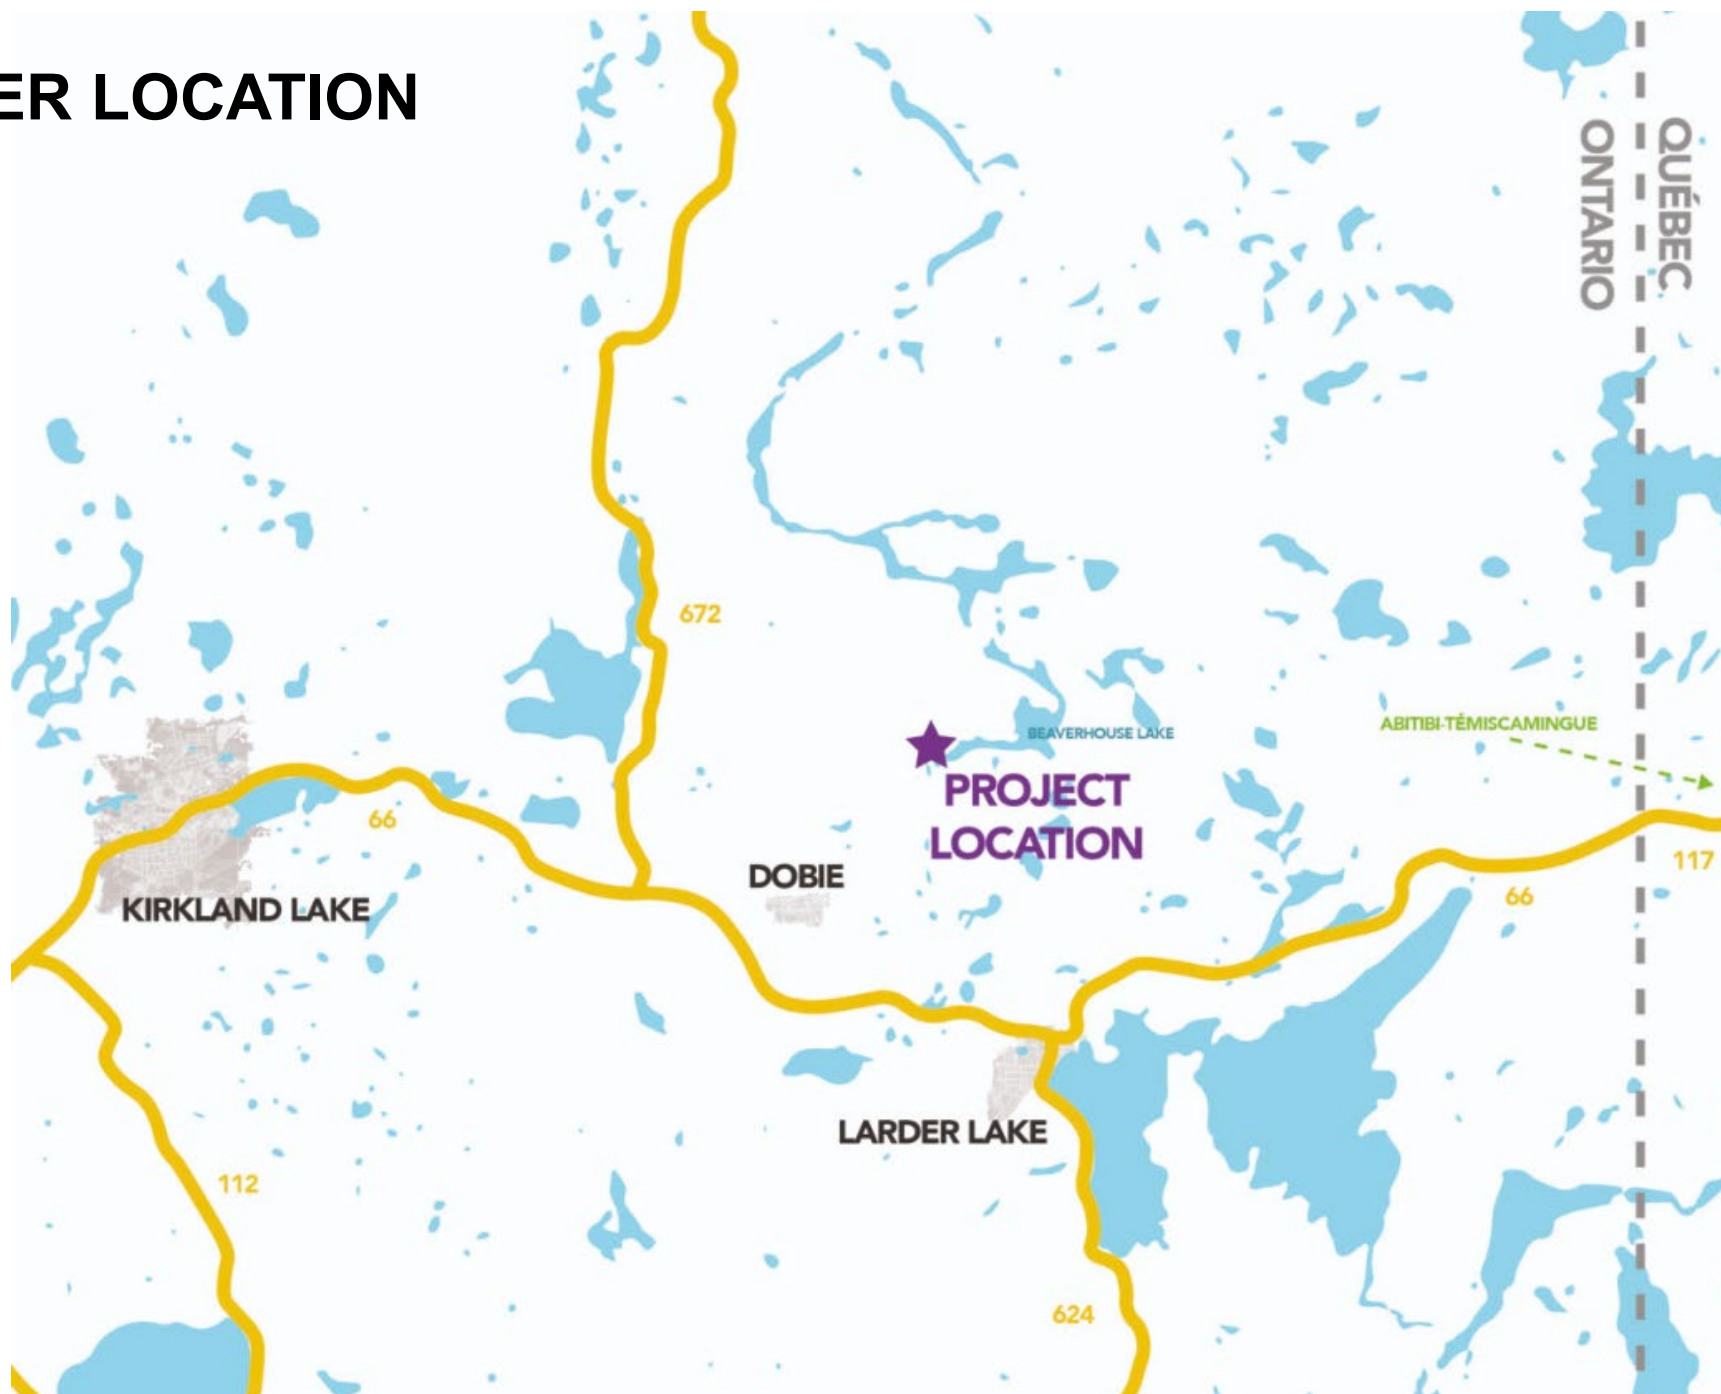 ER LOCATION
QUÉBEC
ONTARIO
672
ABITIBI-TÉMISCAMINGUE
BEAVERHOUSE LAKE
PROJECT
LOCATION
66
117
DOBIE
66
KIRKLAND LAKE
LARDER LAKE
112
624